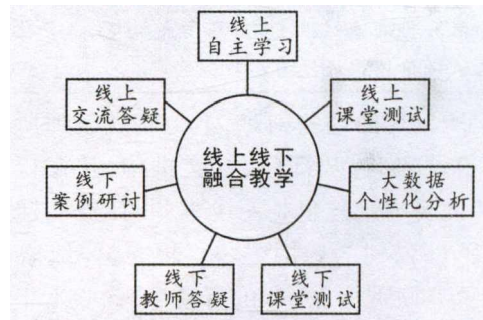 线上
自主学习
线上
交流答疑
线上
课堂测试
线上线下
融合教学
线下
案例研讨
大数据
个性化分析
线下
教师答疑
线下
课堂测试